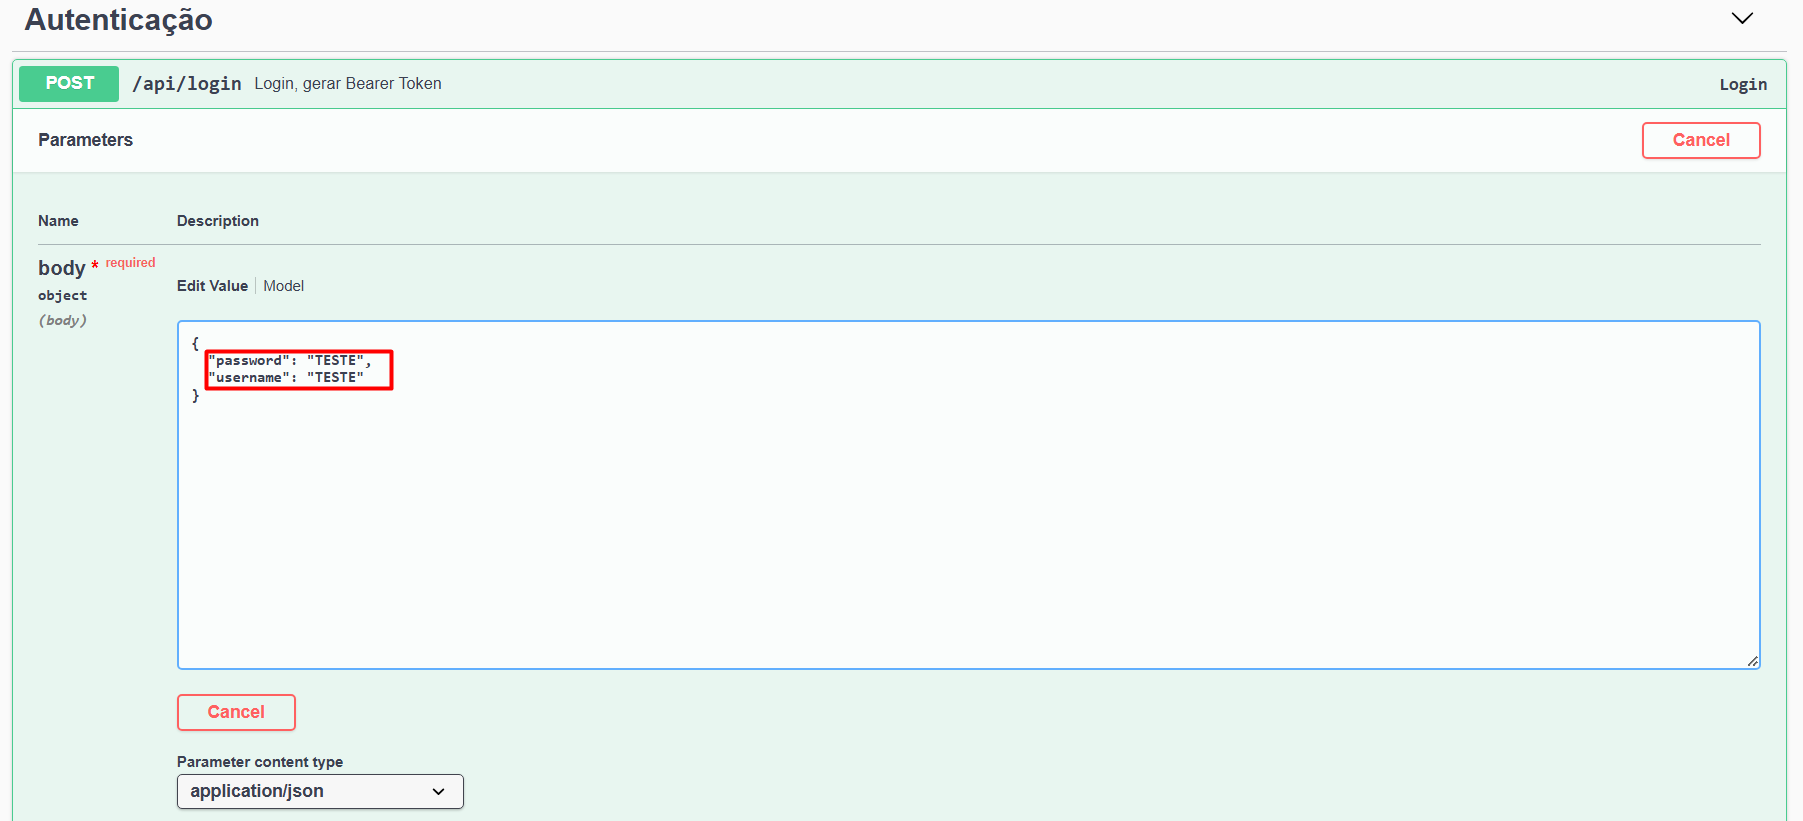 Autenticação
POST /api/login Login, gerar Bearer Token Login
Parameters Cancel
Name Description
body * required
object
(body)
Edit Value Model
{
"password": "TESTE",
"username": "TESTE"
}
Cancel
Parameter content type
application/json